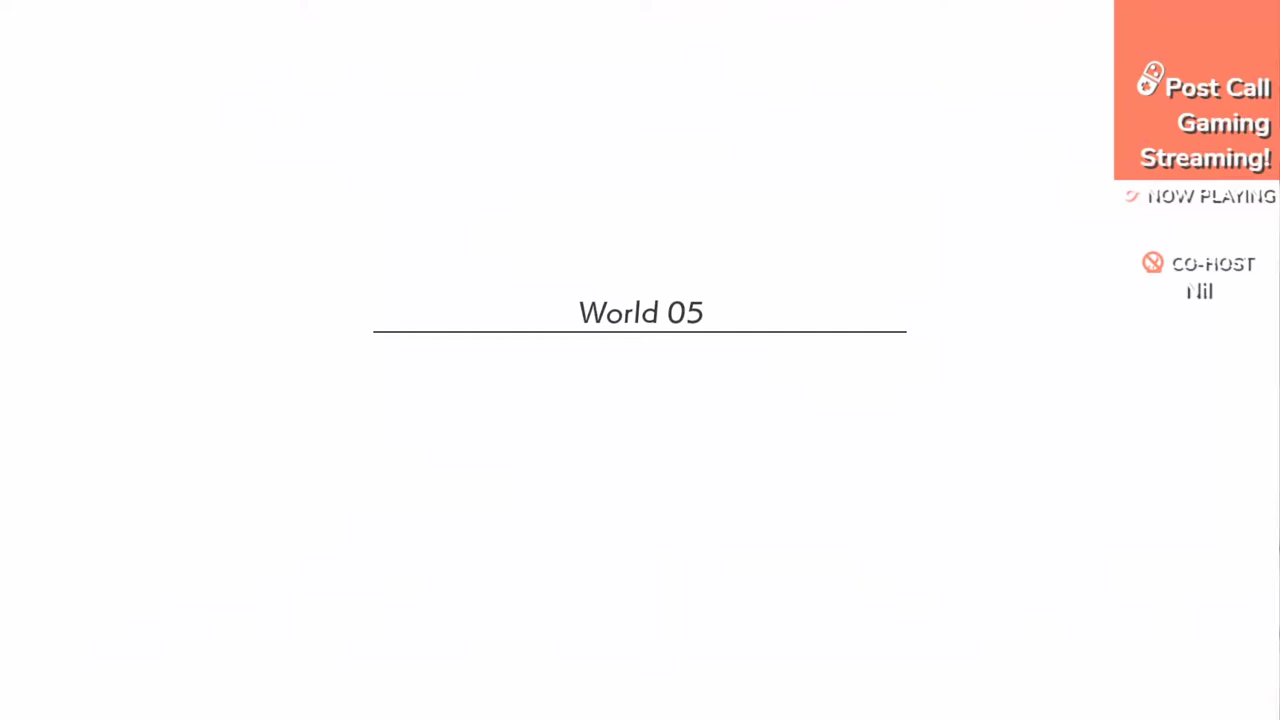 World 05
Post Call
Gaming
Streaming!
NOW PLAYING
CO-HOST
Nil